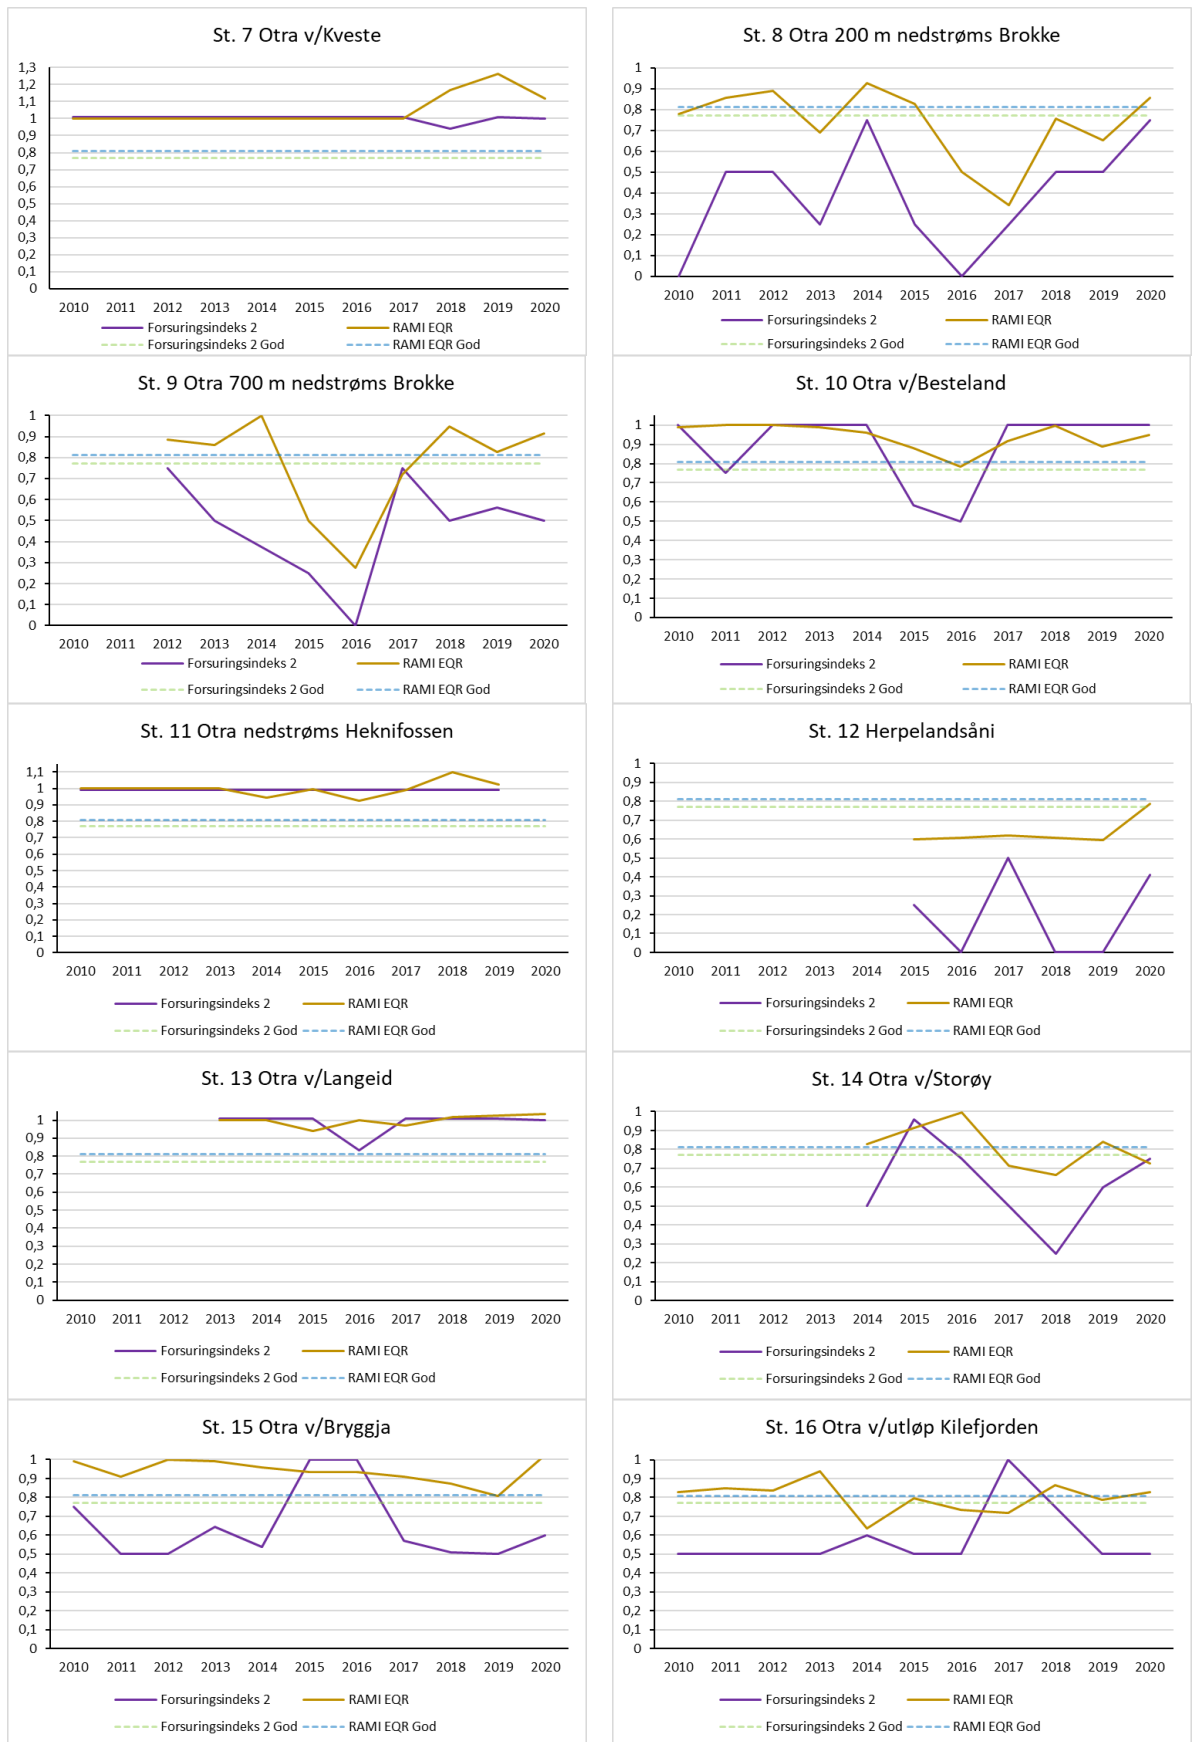 St. 7 Otra v/Kveste
1,3
1,2
1,1
1
0,9
0,8
0,7
0,6
0,5
0,4
0,3
0,2
0,1
0
2010 2011 2012 2013 2014 2015 2016 2017 2018 2019 2020
Forsuringsindeks 2 RAMI EQR
Forsuringsindeks 2 God RAMI EQR God
St. 8 Otra 200 m nedstrøms Brokke
1
0,9
0,8
0,7
0,6
0,5
0,4
0,3
0,2
0,1
0
2010 2011 2012 2013 2014 2015 2016 2017 2018 2019 2020
Forsuringsindeks 2 RAMI EQR
Forsuringsindeks 2 God RAMI EQR God
St. 9 Otra 700 m nedstrøms Brokke
1
0,9
0,8
0,7
0,6
0,5
0,4
0,3
0,2
0,1
0
2010 2011 2012 2013 2014 2015 2016 2017 2018 2019 2020
Forsuringsindeks 2 RAMI EQR
Forsuringsindeks 2 God RAMI EQR God
St. 10 Otra v/Besteland
1
0,9
0,8
0,7
0,6
0,5
0,4
0,3
0,2
0,1
0
2010 2011 2012 2013 2014 2015 2016 2017 2018 2019 2020
Forsuringsindeks 2 RAMI EQR
Forsuringsindeks 2 God RAMI EQR God
St. 11 Otra nedstrøms Heknifossen
1,1
1
0,9
0,8
0,7
0,6
0,5
0,4
0,3
0,2
0,1
0
2010 2011 2012 2013 2014 2015 2016 2017 2018 2019 2020
Forsuringsindeks 2 RAMI EQR
Forsuringsindeks 2 God RAMI EQR God
St. 12 Herpelandsåni
1
0,9
0,8
0,7
0,6
0,5
0,4
0,3
0,2
0,1
0
2010 2011 2012 2013 2014 2015 2016 2017 2018 2019 2020
Forsuringsindeks 2 RAMI EQR
Forsuringsindeks 2 God RAMI EQR God
St. 13 Otra v/Langeid
1
0,9
0,8
0,7
0,6
0,5
0,4
0,3
0,2
0,1
0
2010 2011 2012 2013 2014 2015 2016 2017 2018 2019 2020
Forsuringsindeks 2 RAMI EQR
Forsuringsindeks 2 God RAMI EQR God
St. 14 Otra v/Storøy
1
0,9
0,8
0,7
0,6
0,5
0,4
0,3
0,2
0,1
0
2010 2011 2012 2013 2014 2015 2016 2017 2018 2019 2020
Forsuringsindeks 2 RAMI EQR
Forsuringsindeks 2 God RAMI EQR God
St. 15 Otra v/Bryggja
1
0,9
0,8
0,7
0,6
0,5
0,4
0,3
0,2
0,1
0
2010 2011 2012 2013 2014 2015 2016 2017 2018 2019 2020
Forsuringsindeks 2 RAMI EQR
Forsuringsindeks 2 God RAMI EQR God
St. 16 Otra v/utløp Kilefjorden
1
0,9
0,8
0,7
0,6
0,5
0,4
0,3
0,2
0,1
0
2010 2011 2012 2013 2014 2015 2016 2017 2018 2019 2020
Forsuringsindeks 2 RAMI EQR
Forsuringsindeks 2 God RAMI EQR God